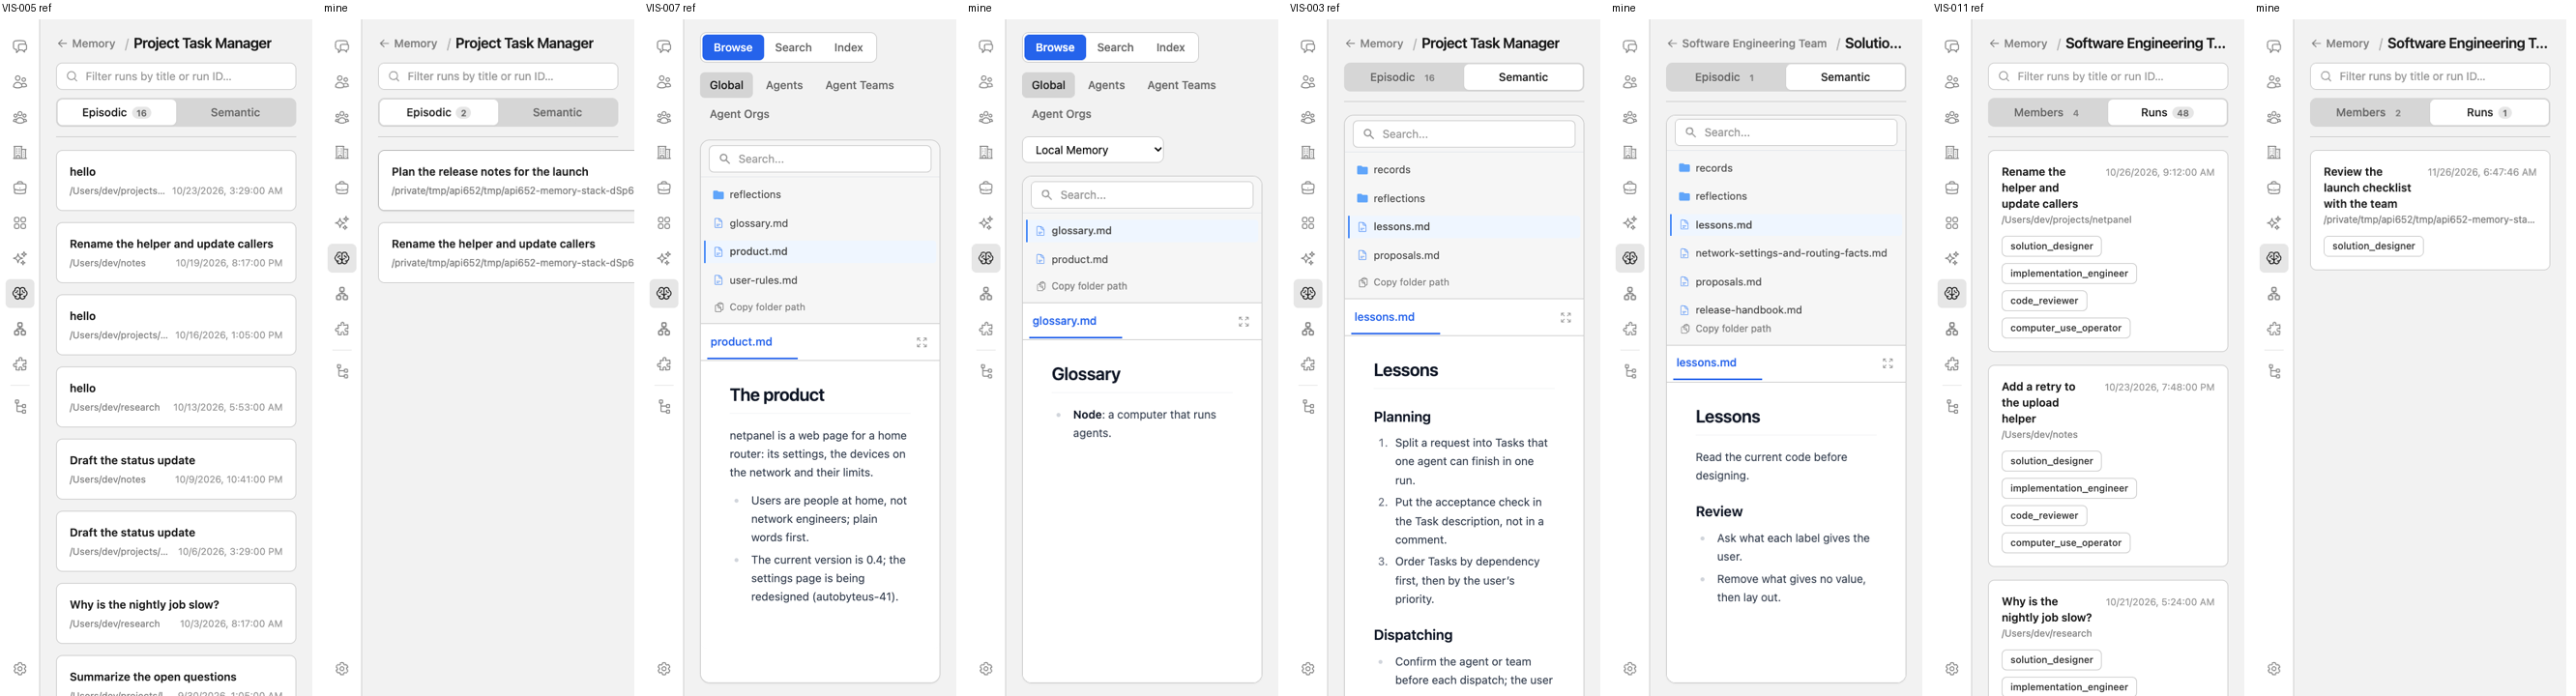 VIS-005 ref
← Memory / Project Task Manager
Filter runs by title or run ID...
Episodic 16 Semantic
hello
/Users/dev/projects... 10/23/2026, 3:29:00 AM
Rename the helper and update callers
/Users/dev/notes 10/19/2026, 8:17:00 PM
hello
/Users/dev/projects/... 10/16/2026, 1:05:00 PM
hello
/Users/dev/research 10/13/2026, 5:53:00 AM
Draft the status update
/Users/dev/notes 10/9/2026, 10:41:00 PM
Draft the status update
/Users/dev/projects/... 10/6/2026, 3:29:00 PM
Why is the nightly job slow?
/Users/dev/research 10/3/2026, 8:17:00 AM
Summarize the open questions
mine
← Memory / Project Task Manager
Filter runs by title or run ID...
Episodic 2 Semantic
Plan the release notes for the launch
/private/tmp/api652/tmp/api652-memory-stack-dSp6
Rename the helper and update callers
/private/tmp/api652/tmp/api652-memory-stack-dSp6
VIS-007 ref
Browse Search Index
Global Agents Agent Teams
Agent Orgs
Search...
reflections
glossary.md
product.md
user-rules.md
Copy folder path
product.md
The product
netpanel is a web page for a home
router: its settings, the devices on
the network and their limits.
Users are people at home, not
network engineers; plain
words first.
The current version is 0.4; the
settings page is being
redesigned (autobyteus-41).
mine
Browse Search Index
Global Agents Agent Teams
Agent Orgs
Local Memory
Search...
glossary.md
product.md
Copy folder path
glossary.md
Glossary
Node: a computer that runs
agents.
VIS-003 ref
← Memory / Project Task Manager
Episodic 16 Semantic
Search...
records
reflections
lessons.md
proposals.md
Copy folder path
lessons.md
Lessons
Planning
1. Split a request into Tasks that
one agent can finish in one
run.
2. Put the acceptance check in
the Task description, not in a
comment.
3. Order Tasks by dependency
first, then by the user's
priority.
Dispatching
Confirm the agent or team
before each dispatch; the user
mine
← Software Engineering Team / Solutio...
Episodic 1 Semantic
Search...
records
reflections
lessons.md
network-settings-and-routing-facts.md
proposals.md
release-handbook.md
Copy folder path
lessons.md
Lessons
Read the current code before
designing.
Review
Ask what each label gives the
user.
Remove what gives no value,
then lay out.
VIS-011 ref
← Memory / Software Engineering T...
Filter runs by title or run ID...
Members 4 Runs 48
Rename the 10/26/2026, 9:12:00 AM
helper and
update callers
/Users/dev/projects/netpanel
solution_designer
implementation_engineer
code_reviewer
computer_use_operator
Add a retry to 10/23/2026, 7:48:00 PM
the upload
helper
/Users/dev/notes
solution_designer
implementation_engineer
code_reviewer
computer_use_operator
Why is the 10/21/2026, 5:24:00 AM
nightly job slow?
/Users/dev/research
solution_designer
implementation_engineer
mine
← Memory / Software Engineering T...
Filter runs by title or run ID...
Members 2 Runs 1
Review the 11/26/2026, 6:47:46 AM
launch checklist
with the team
/private/tmp/api652/tmp/api652-memory-sta...
solution_designer